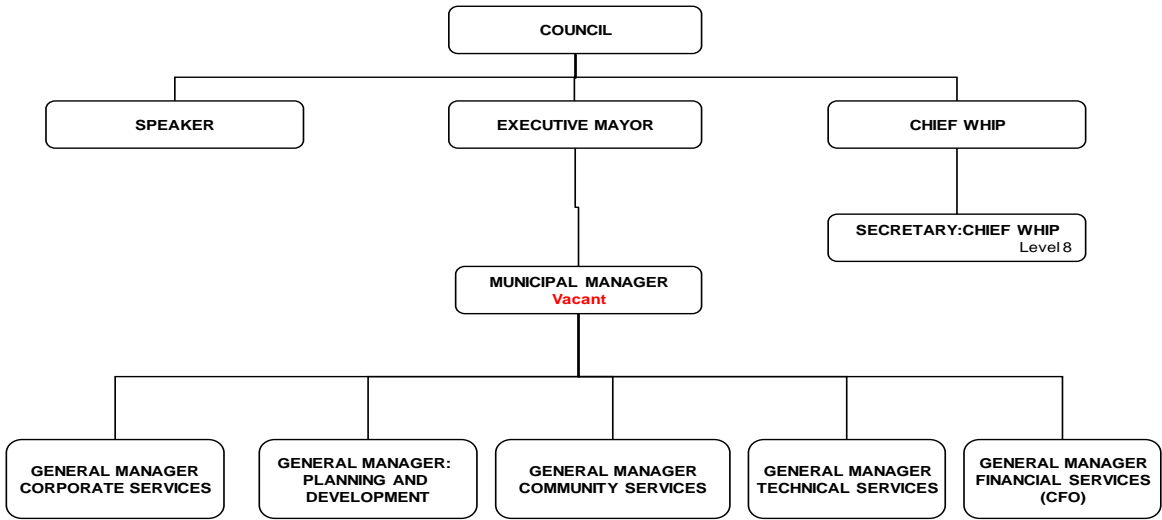 COUNCIL
SPEAKER
EXECUTIVE MAYOR
CHIEF WHIP
SECRETARY:CHIEF WHIP
Level 8
MUNICIPAL MANAGER
Vacant
GENERAL MANAGER
CORPORATE SERVICES
GENERAL MANAGER:
PLANNING AND
DEVELOPMENT
GENERAL MANAGER
COMMUNITY SERVICES
GENERAL MANAGER
TECHNICAL SERVICES
GENERAL MANAGER
FINANCIAL SERVICES
(CFO)